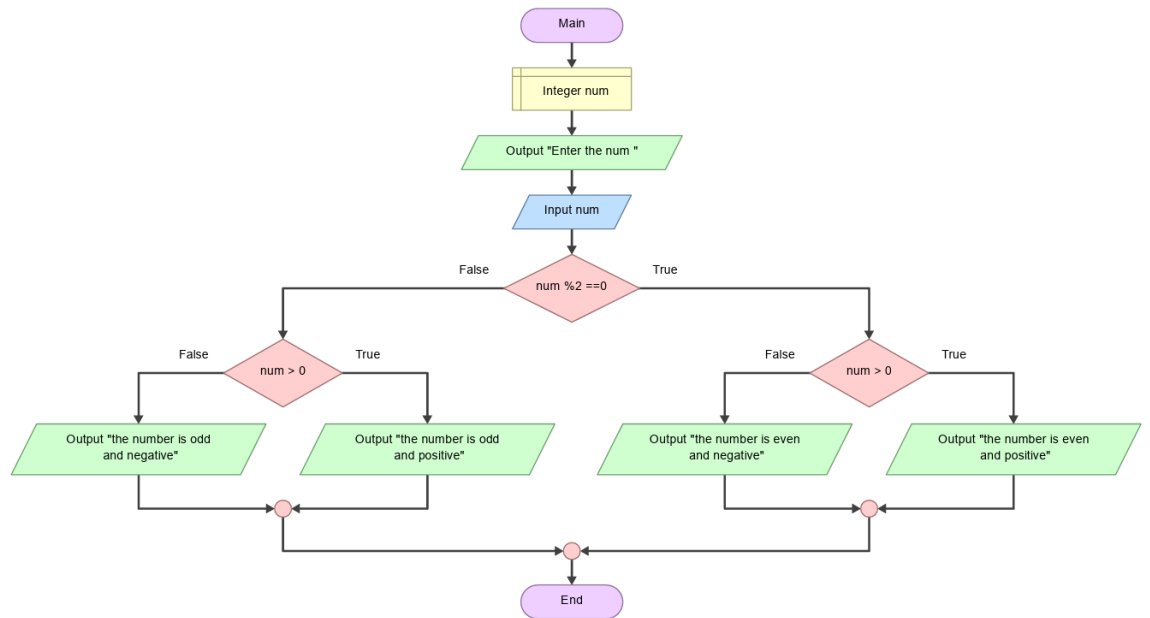 Main
Integer num
Output "Enter the num "
Input num
False
True
num %2 ==0
False
True
False
True
num > 0
num > 0
Output "the number is odd
and negative"
Output "the number is odd
and positive"
Output "the number is even
and negative"
Output "the number is even
and positive"
End